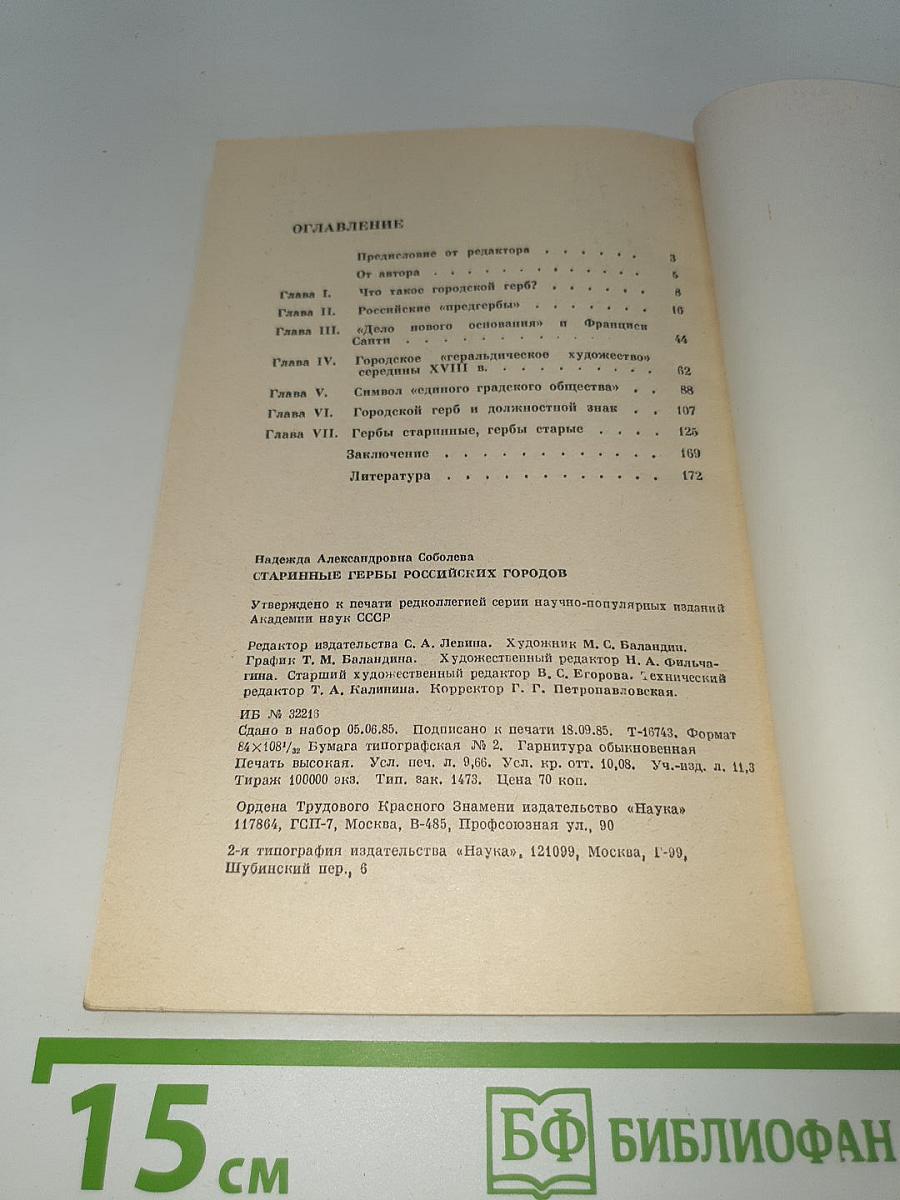 ОГЛАВЛЕНИЕ
Предисловие от редактора . . . . . . 3
От автора . . . . . . . . . . . . 5
Глава I. Что такое городской герб? . . . . . . 8
Глава II. Российские «предгербы» . . . . . . . 16
Глава III. «Дело нового основания» и Франциск
Санти . . . . . . . . . . . . . 44
Глава IV. Городское «геральдическое художество»
середины XVIII в. . . . . . . . . . 62
Глава V. Символ «единого градского общества» . . 88
Глава VI. Городской герб и должностной знак . . 107
Глава VII. Гербы старинные, гербы старые . . . . 125
Заключение . . . . . . . . . . . . 169
Литература . . . . . . . . . . . . 172
Надежда Александровна Соболева
СТАРИННЫЕ ГЕРБЫ РОССИЙСКИХ ГОРОДОВ
Утверждено к печати редколлегией серии научно-популярных изданий
Академии наук СССР
Редактор издательства С. А. Левина. Художник М. С. Баландин.
График Т. М. Баландина. Художественный редактор Н. А. Фильча-
гина. Старший художественный редактор В. С. Егорова. Технический
редактор Т. А. Калинина. Корректор Г. Г. Петропавловская.
ИБ № 32216
Сдано в набор 05.06.85. Подписано к печати 18.09.85. Т-16743. Формат
84×108¹/₃₂ Бумага типографская № 2. Гарнитура обыкновенная
Печать высокая. Усл. печ. л. 9,66. Усл. кр. отт. 10,08. Уч.-изд. л. 11,3
Тираж 100000 экз. Тип. зак. 1473. Цена 70 коп.
Ордена Трудового Красного Знамени издательство «Наука»
117864, ГСП-7, Москва, В-485, Профсоюзная ул., 90
2-я типография издательства «Наука», 121099, Москва, Г-99,
Шубинский пер., 6
15 см
БФ БИБЛИОФАН